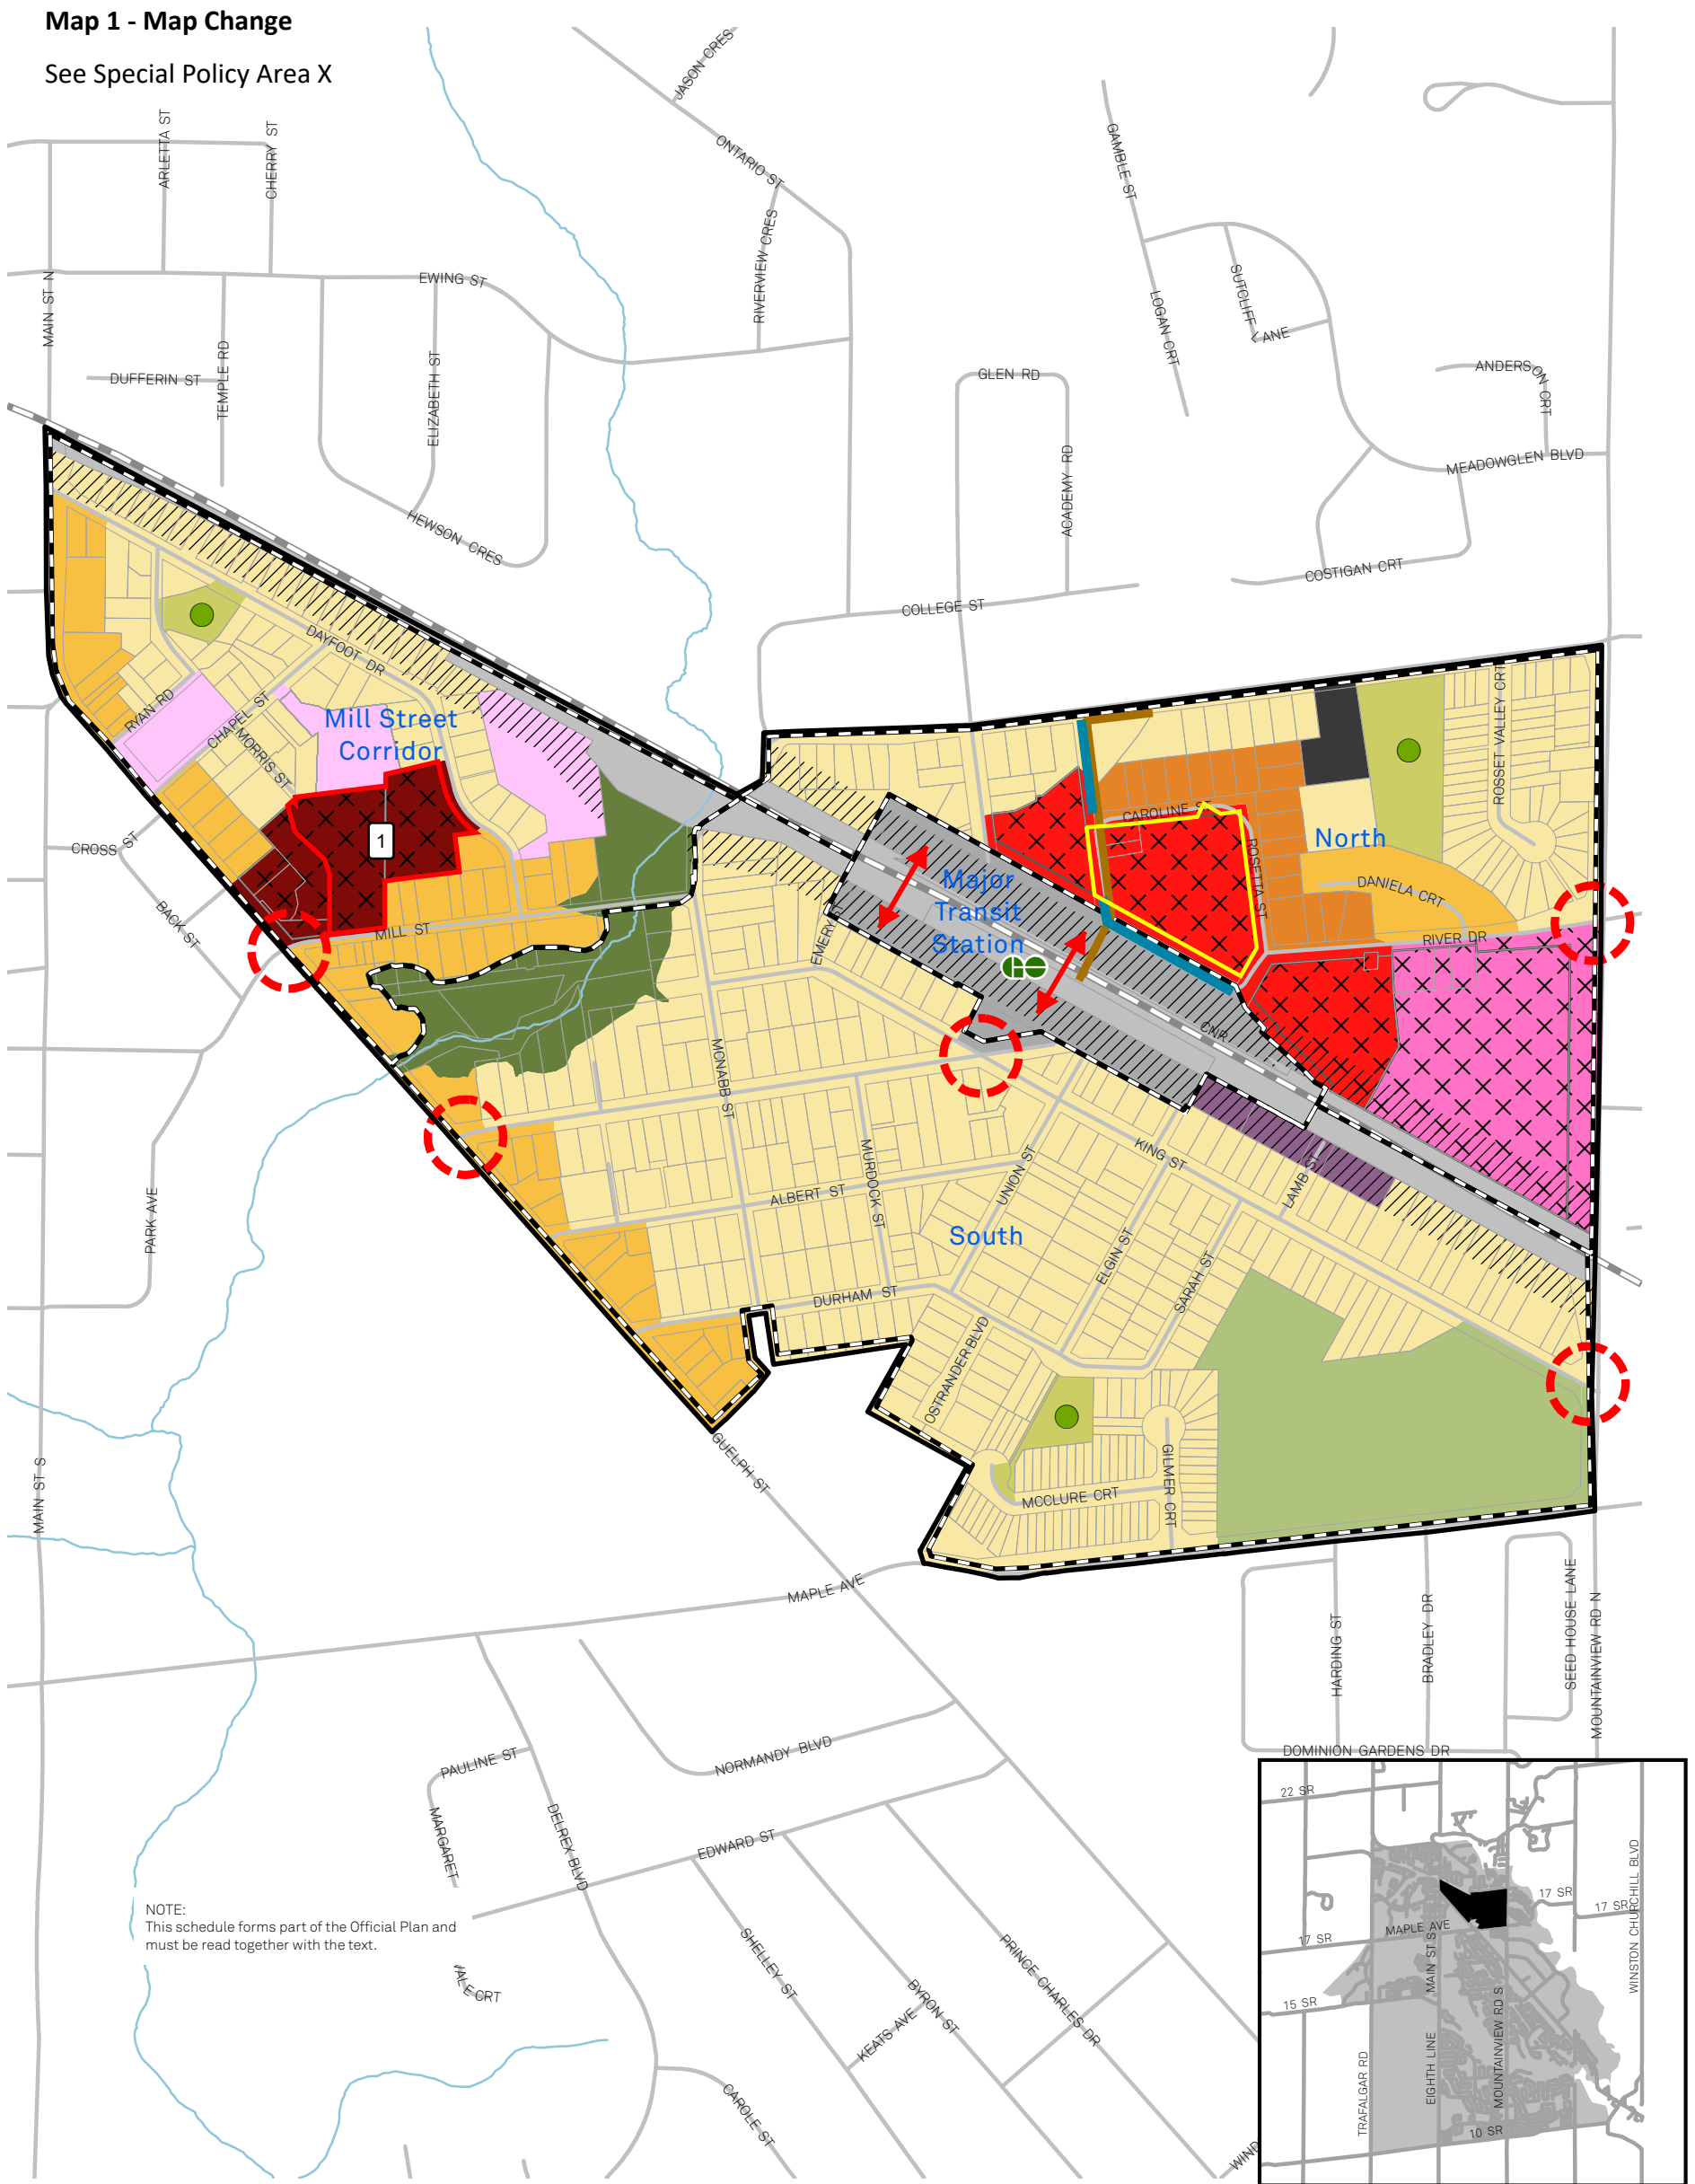 Map 1 - Map Change
See Special Policy Area X
JASON CRES
ONTARIO ST
ARLETTA ST
CHERRY ST
GAMBLE ST
RIVERVIEW CRES
SUTCLIFF LANE
LOGAN CRT
EWING ST
MAIN ST N
DUFFERIN ST
TEMPLE RD
ELIZABETH ST
GLEN RD
ANDERSON CRT
ACADEMY RD
MEADOWGLEN BLVD
HEWSON CRES
COSTIGAN CRT
COLLEGE ST
DAYFOOT DR
RYAN RD
CHAPEL ST
MORRIS ST
Mill Street
Corridor
ROSSET VALLEY CRT
CAROLINE ST
North
1
CROSS ST
ROSETTA ST
DANIELA CRT
BACK ST
MILL ST
EMERY
Major
Transit
Station
RIVER DR
CNR
MCNABB ST
MURDOCK ST
KING ST
UNION ST
LAMB ST
ALBERT ST
PARK AVE
South
ELGIN ST
SARAH ST
DURHAM ST
OSTRANDER BLVD
GUELPH ST
GILMER CRT
MCCLURE CRT
MAIN ST S
MAPLE AVE
HARDING ST
BRADLEY DR
SEED HOUSE LANE
MOUNTAINVIEW RD N
DOMINION GARDENS DR
PAULINE ST
NORMANDY BLVD
MARGARET
DELREX BLVD
EDWARD ST
NOTE:
This schedule forms part of the Official Plan and
must be read together with the text.
SHELLEY ST
PRINCE CHARLES DR
BYRON ST
KEATS AVE
CAROLE ST
ALE CRT
WIND
22 SR
17 SR
17 SR
MAPLE AVE
17 SR
WINSTON CHURCHILL BLVD
MAIN ST S
15 SR
EIGHTH LINE
MOUNTAINVIEW RD S
TRAFALGAR RD
10 SR